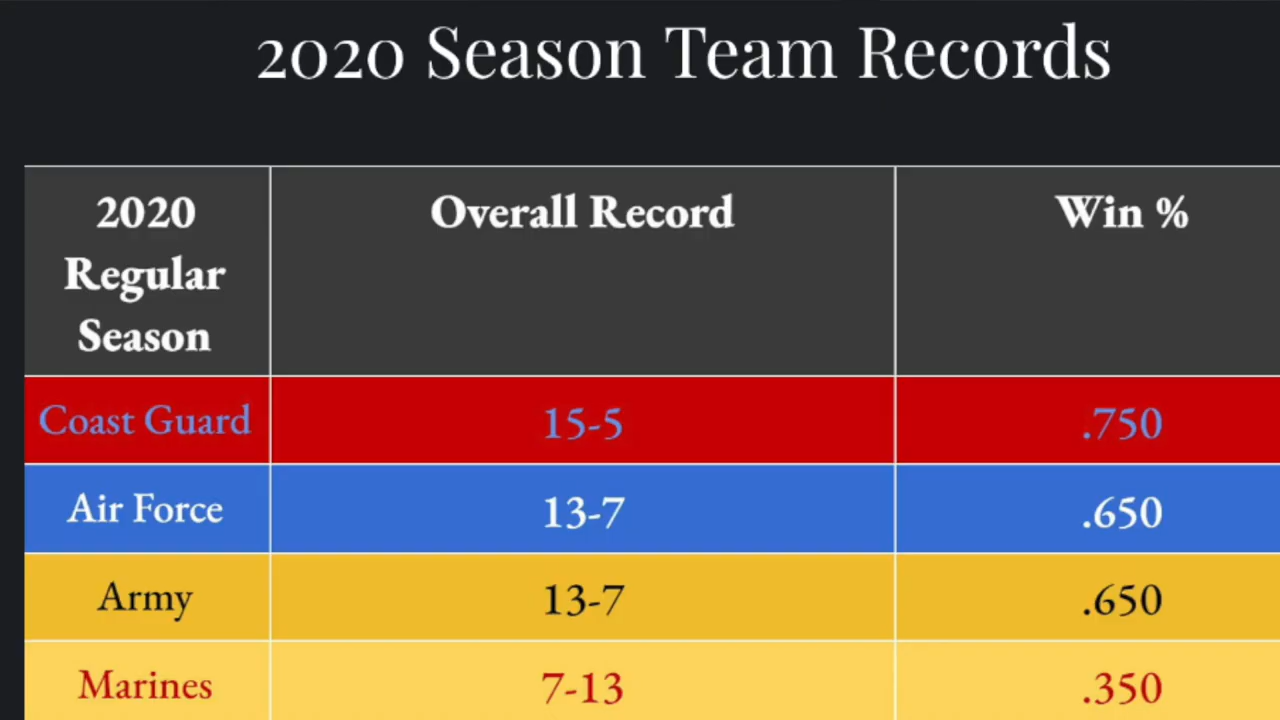 2020 Season Team Records
2020 Regular Season Overall Record Win %
Coast Guard 15-5 .750
Air Force 13-7 .650
Army 13-7 .650
Marines 7-13 .350